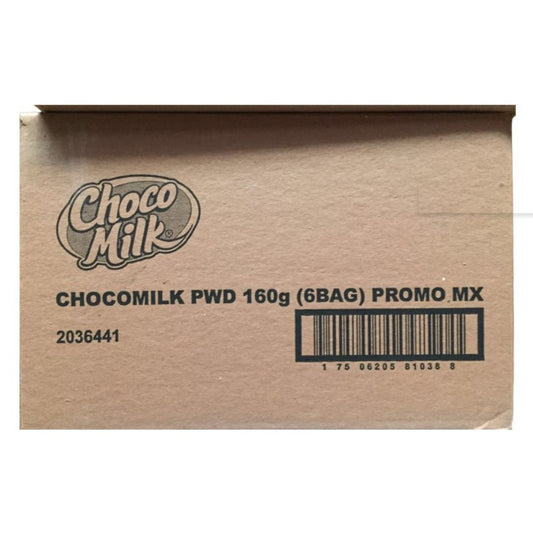 Choco
Milk®
CHOCOMILK PWD 160g (6BAG) PROMO MX
2036441
1 75 06205 81038 8